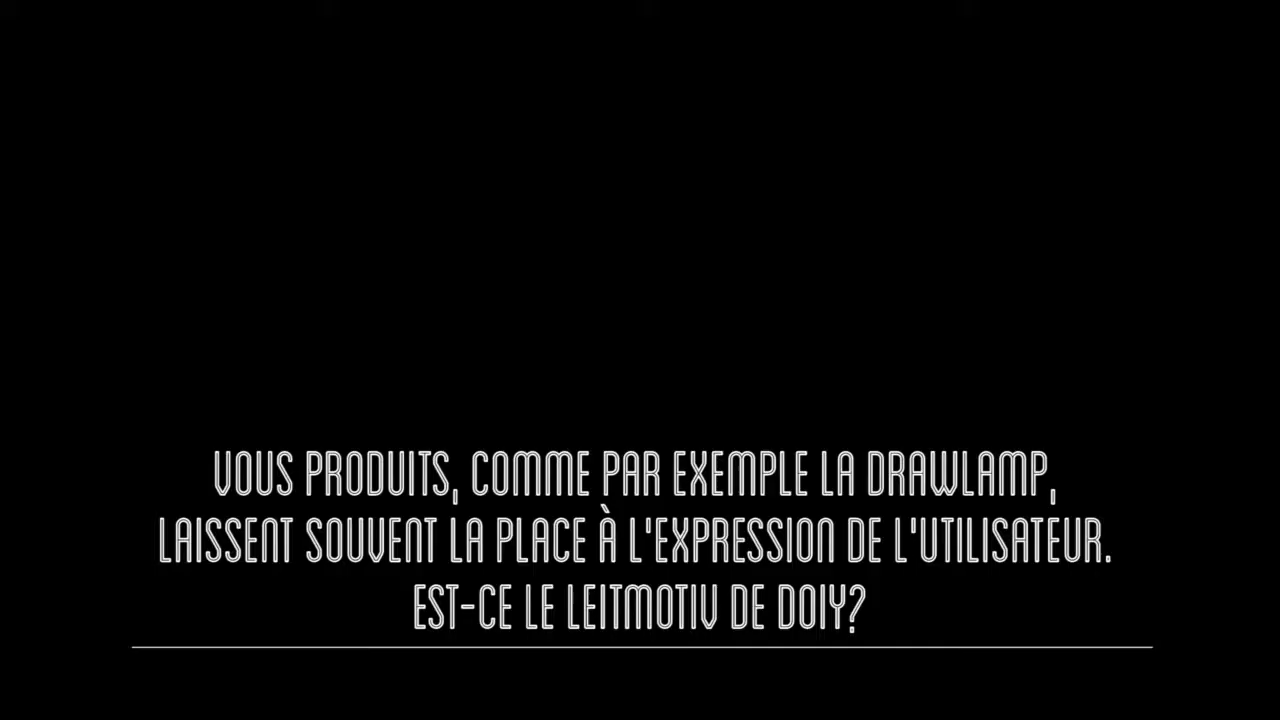 VOUS PRODUITS, COMME PAR EXEMPLE LA DRAWLAMP,
LAISSENT SOUVENT LA PLACE À L'EXPRESSION DE L'UTILISATEUR.
EST-CE LE LEITMOTIV DE DOIY?